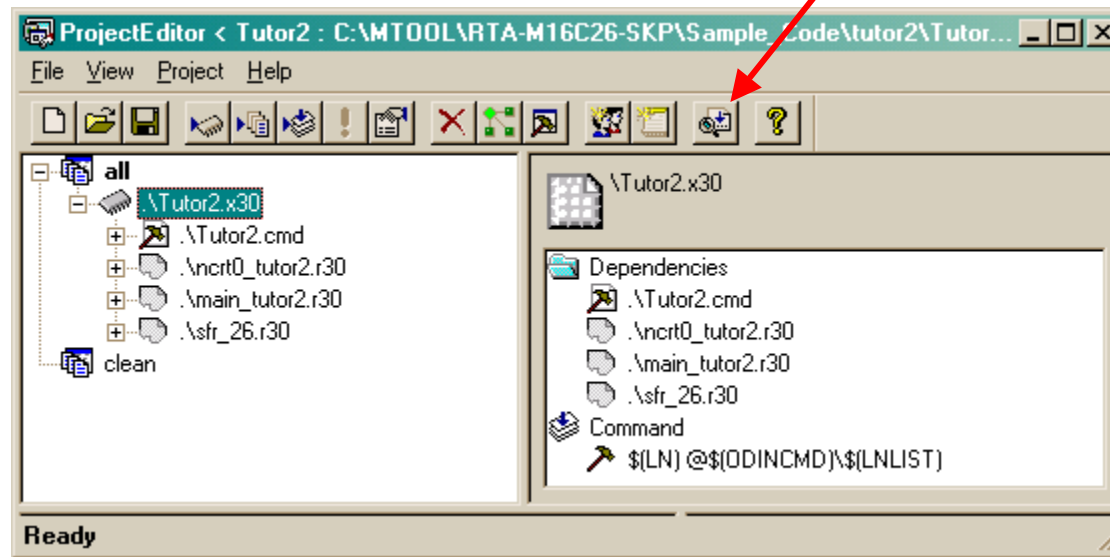 ProjectEditor < Tutor2 : C:\MTOOL\RTA-M16C26-SKP\Sample_Code\tutor2\Tutor...
File View Project Help
all
.\Tutor2.x30
.\Tutor2.cmd
.\ncrt0_tutor2.r30
.\main_tutor2.r30
.\sfr_26.r30
clean
.\Tutor2.x30
Dependencies
.\Tutor2.cmd
.\ncrt0_tutor2.r30
.\main_tutor2.r30
.\sfr_26.r30
Command
$(LN) @$(ODINCMD)\$(LNLIST)
Ready